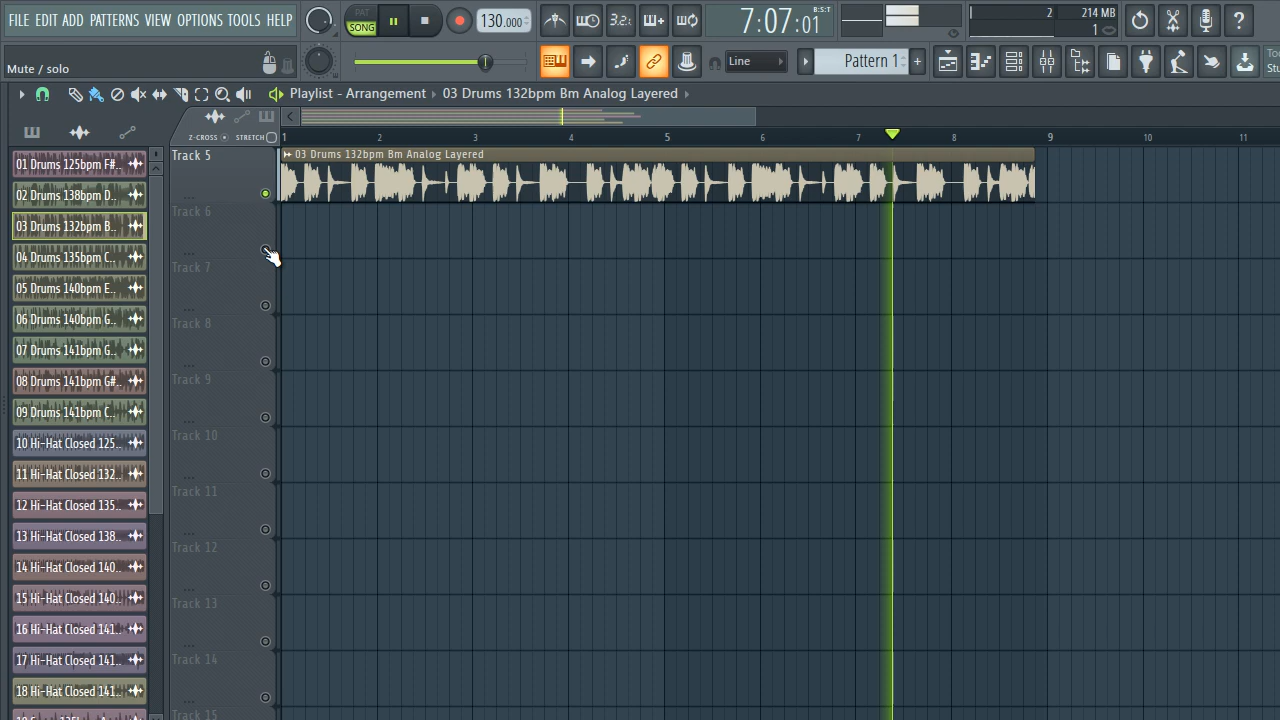 FILE EDIT ADD PATTERNS VIEW OPTIONS TOOLS HELP
PAT
SONG
130.000
3.2.
7:07:01
B:S:T
2
214 MB
1
Mute / solo
Line
Pattern 1
+
To
Stu
Playlist - Arrangement
03 Drums 132bpm Bm Analog Layered
Z-CROSS
STRETCH
1 2 3 4 5 6 7 8 9 10 11
01 Drums 125bpm F#..
02 Drums 138bpm D..
03 Drums 132bpm B..
04 Drums 135bpm C..
05 Drums 140bpm E..
06 Drums 140bpm G..
07 Drums 141bpm G..
08 Drums 141bpm G#..
09 Drums 141bpm C..
10 Hi-Hat Closed 125..
11 Hi-Hat Closed 132..
12 Hi-Hat Closed 135..
13 Hi-Hat Closed 138..
14 Hi-Hat Closed 140..
15 Hi-Hat Closed 140..
16 Hi-Hat Closed 141..
17 Hi-Hat Closed 141..
18 Hi-Hat Closed 141..
Track 5
03 Drums 132bpm Bm Analog Layered
Track 6
Track 7
Track 8
Track 9
Track 10
Track 11
Track 12
Track 13
Track 14
Track 15